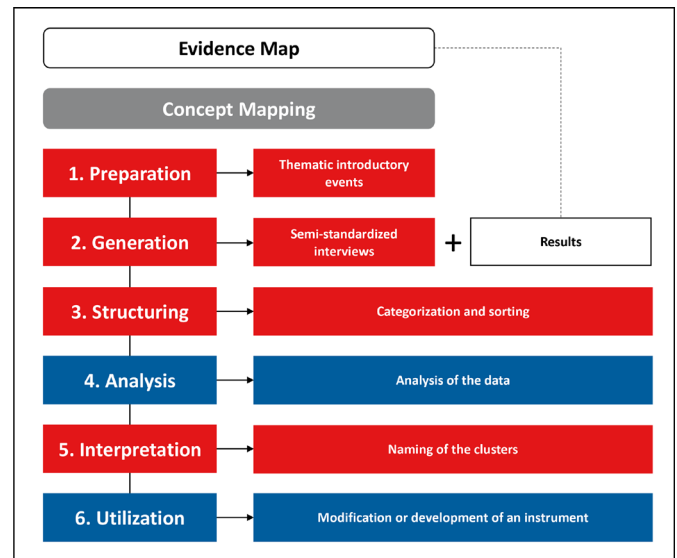 Evidence Map
Concept Mapping
1. Preparation
Thematic introductory
events
2. Generation
Semi-standardized
interviews
+
Results
3. Structuring
Categorization and sorting
4. Analysis
Analysis of the data
5. Interpretation
Naming of the clusters
6. Utilization
Modification or development of an instrument